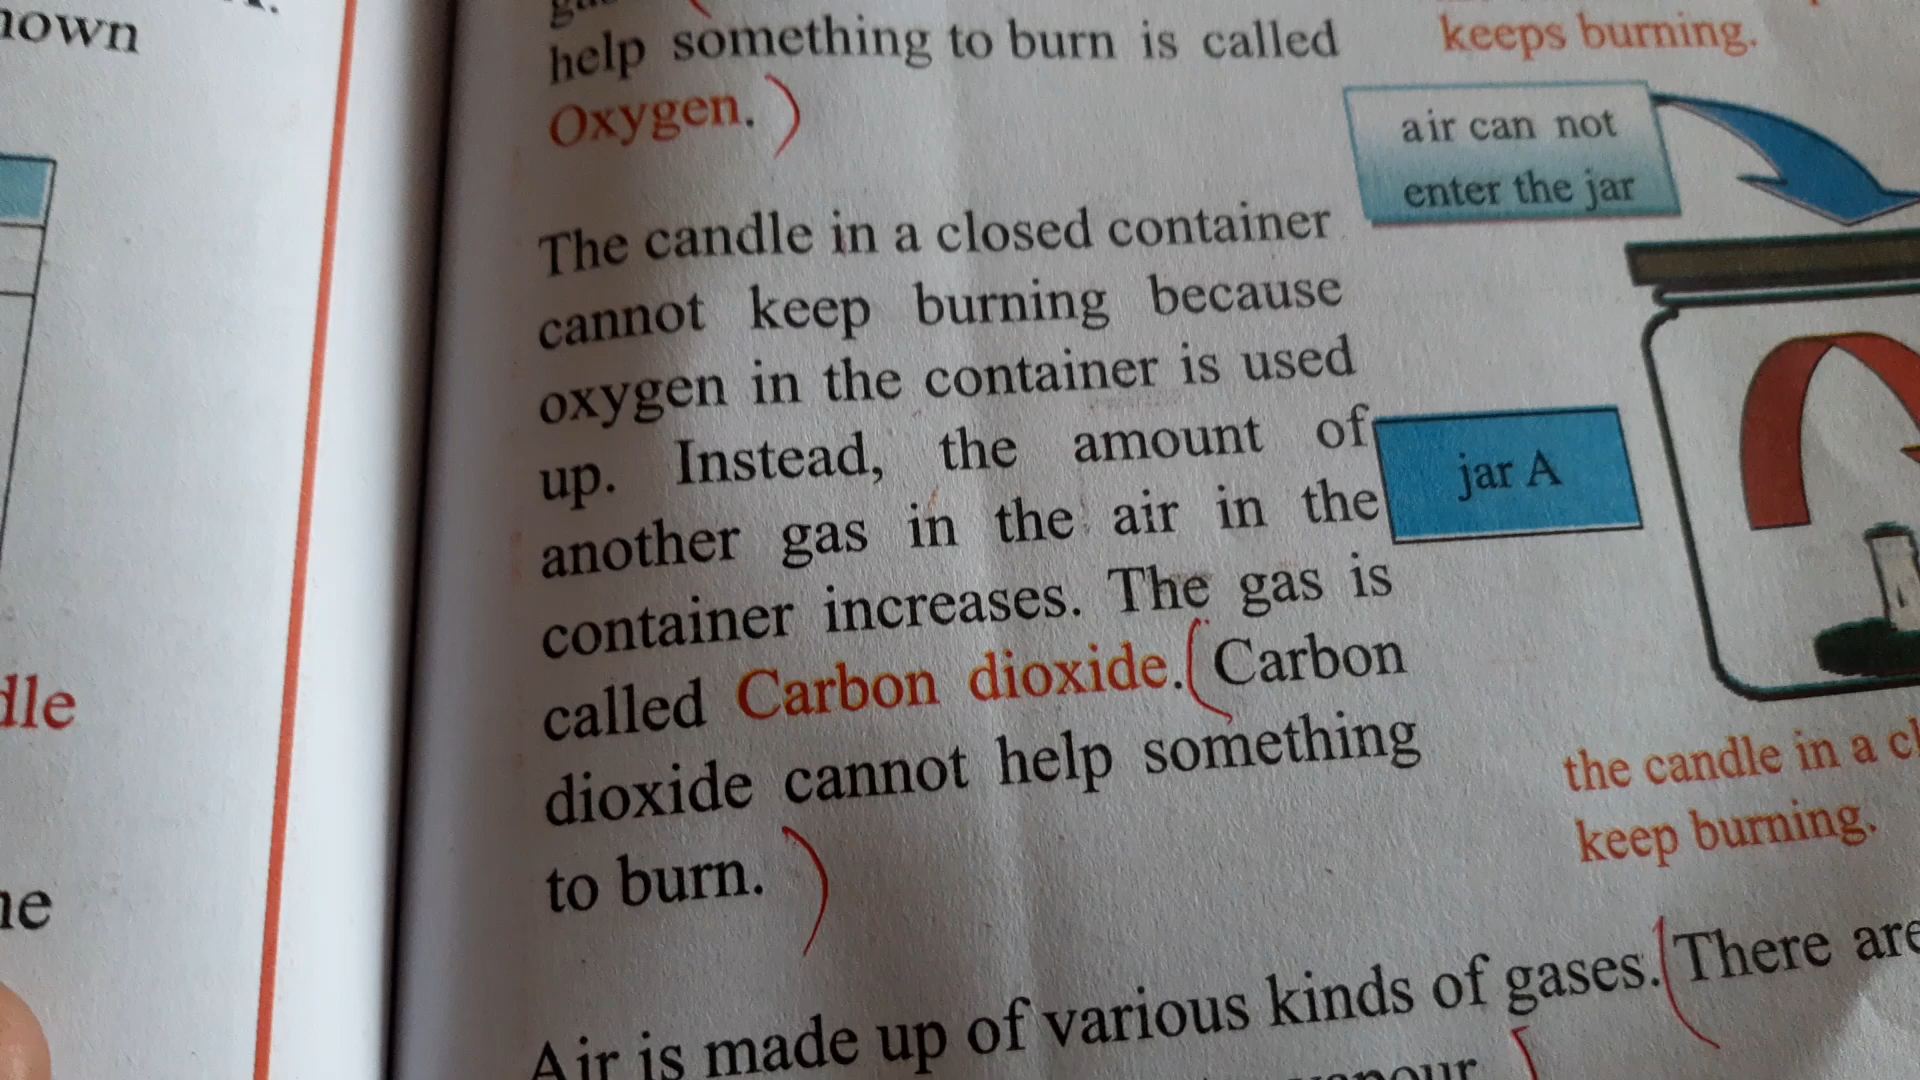 nown
dle
help something to burn is called
Oxygen.
The candle in a closed container
cannot keep burning because
oxygen in the container is used
up. Instead, the amount of
another gas in the air in the
container increases. The gas is
called Carbon dioxide. Carbon
dioxide cannot help something
to burn.
Air is made up of various kinds of gases. There are
keeps burning.
air can not
enter the jar
jar A
the candle in a cl
keep burning.